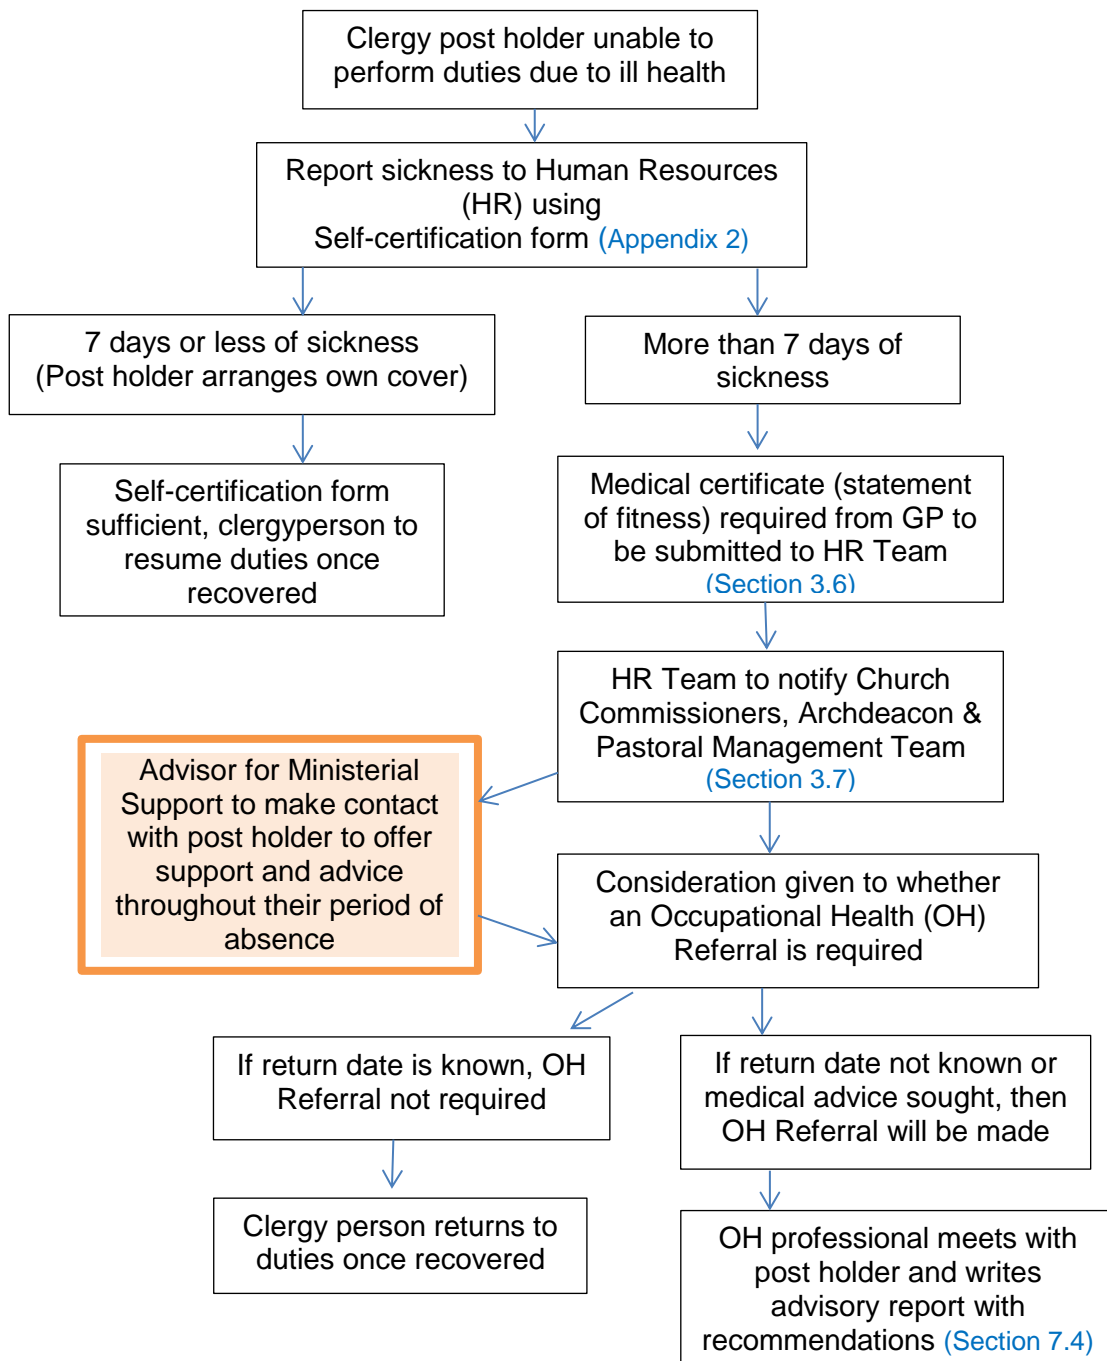 Clergy post holder unable to
perform duties due to ill health
Report sickness to Human Resources
(HR) using
Self-certification form (Appendix 2)
7 days or less of sickness
(Post holder arranges own cover)
More than 7 days of
sickness
Self-certification form
sufficient, clergyperson to
resume duties once
recovered
Medical certificate (statement
of fitness) required from GP to
be submitted to HR Team
(Section 3.6)
HR Team to notify Church
Commissioners, Archdeacon &
Pastoral Management Team
(Section 3.7)
Advisor for Ministerial
Support to make contact
with post holder to offer
support and advice
throughout their period of
absence
Consideration given to whether
an Occupational Health (OH)
Referral is required
If return date is known, OH
Referral not required
If return date not known or
medical advice sought, then
OH Referral will be made
Clergy person returns to
duties once recovered
OH professional meets with
post holder and writes
advisory report with
recommendations (Section 7.4)